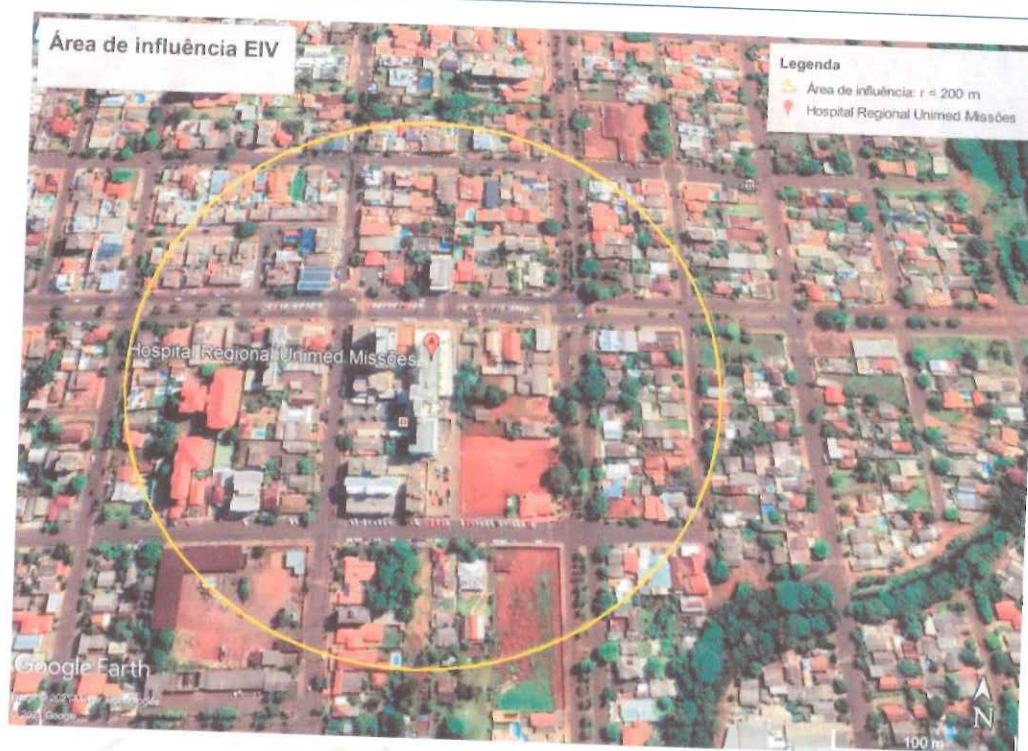 Área de influência EIV
Legenda
Área de influência: r = 200 m
Hospital Regional Unimed Missões
Hospital Regional Unimed Missões
Google Earth
N
100 m